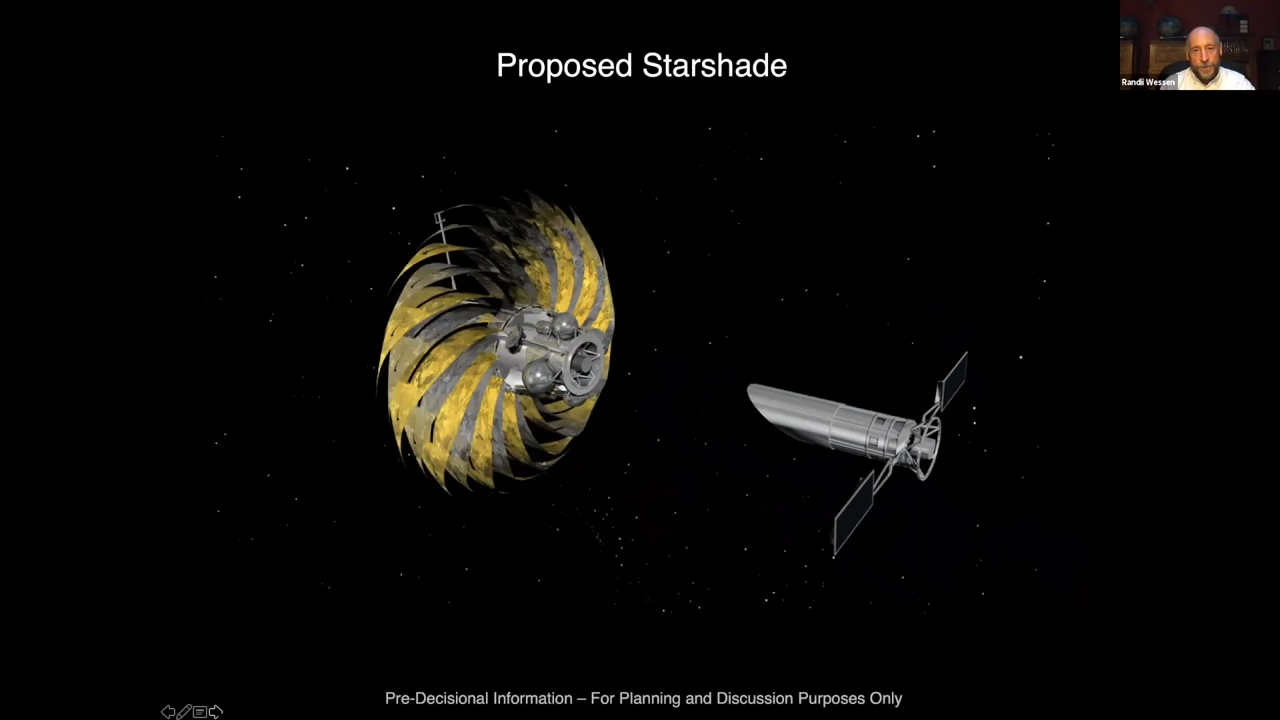 Proposed Starshade
Randii Wessen
Pre-Decisional Information – For Planning and Discussion Purposes Only